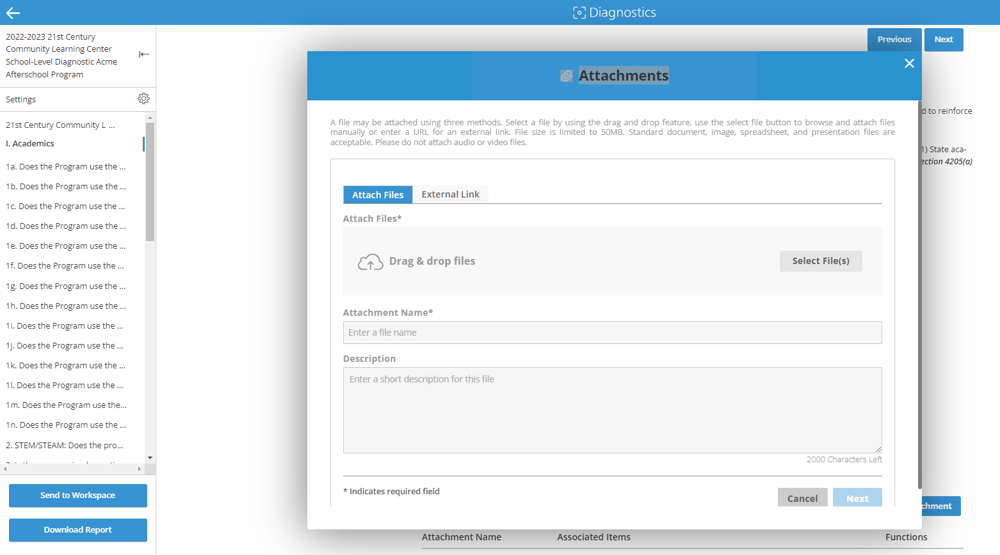 Diagnostics
2022-2023 21st Century
Community Learning Center
School-Level Diagnostic Acme
Afterschool Program
Settings
21st Century Community L ...
I. Academics
1a. Does the Program use the ...
1b. Does the Program use the ...
1c. Does the Program use the ...
1d. Does the Program use the ...
1e. Does the Program use the ...
1f. Does the Program use the ...
1g. Does the Program use the ...
1h. Does the Program use the ...
1i. Does the Program use the ...
1j. Does the Program use the ...
1k. Does the Program use the ...
1l. Does the Program use the ...
1m. Does the Program use the...
1n. Does the Program use the ...
2. STEM/STEAM: Does the pro...
Send to Workspace
Download Report
Previous
Next
Attachments
A file may be attached using three methods. Select a file by using the drag and drop feature, use the select file button to browse and attach files
manually or enter a URL for an external link. File size is limited to 50MB. Standard document, image, spreadsheet, and presentation files are
acceptable. Please do not attach audio or video files.
Attach Files
External Link
Attach Files*
Drag & drop files
Select File(s)
Attachment Name*
Enter a file name
Description
Enter a short description for this file
2000 Characters Left
* Indicates required field
Cancel
Next
d to reinforce
1) State aca-
ection 4205(a)
chment
Attachment Name
Associated Items
Functions